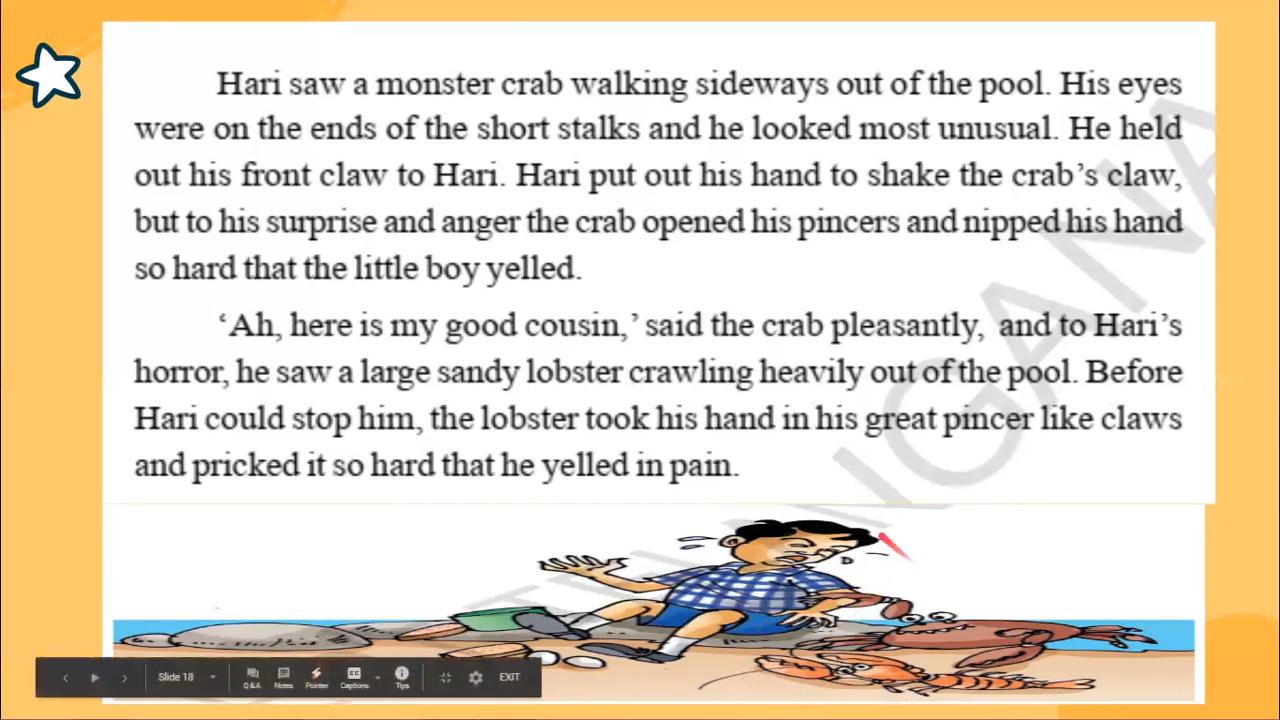 Hari saw a monster crab walking sideways out of the pool. His eyes
were on the ends of the short stalks and he looked most unusual. He held
out his front claw to Hari. Hari put out his hand to shake the crab’s claw,
but to his surprise and anger the crab opened his pincers and nipped his hand
so hard that the little boy yelled.
‘Ah, here is my good cousin,’ said the crab pleasantly, and to Hari’s
horror, he saw a large sandy lobster crawling heavily out of the pool. Before
Hari could stop him, the lobster took his hand in his great pincer like claws
and pricked it so hard that he yelled in pain.
Slide 18 Q&A Notes Pointer Captions Tips EXIT